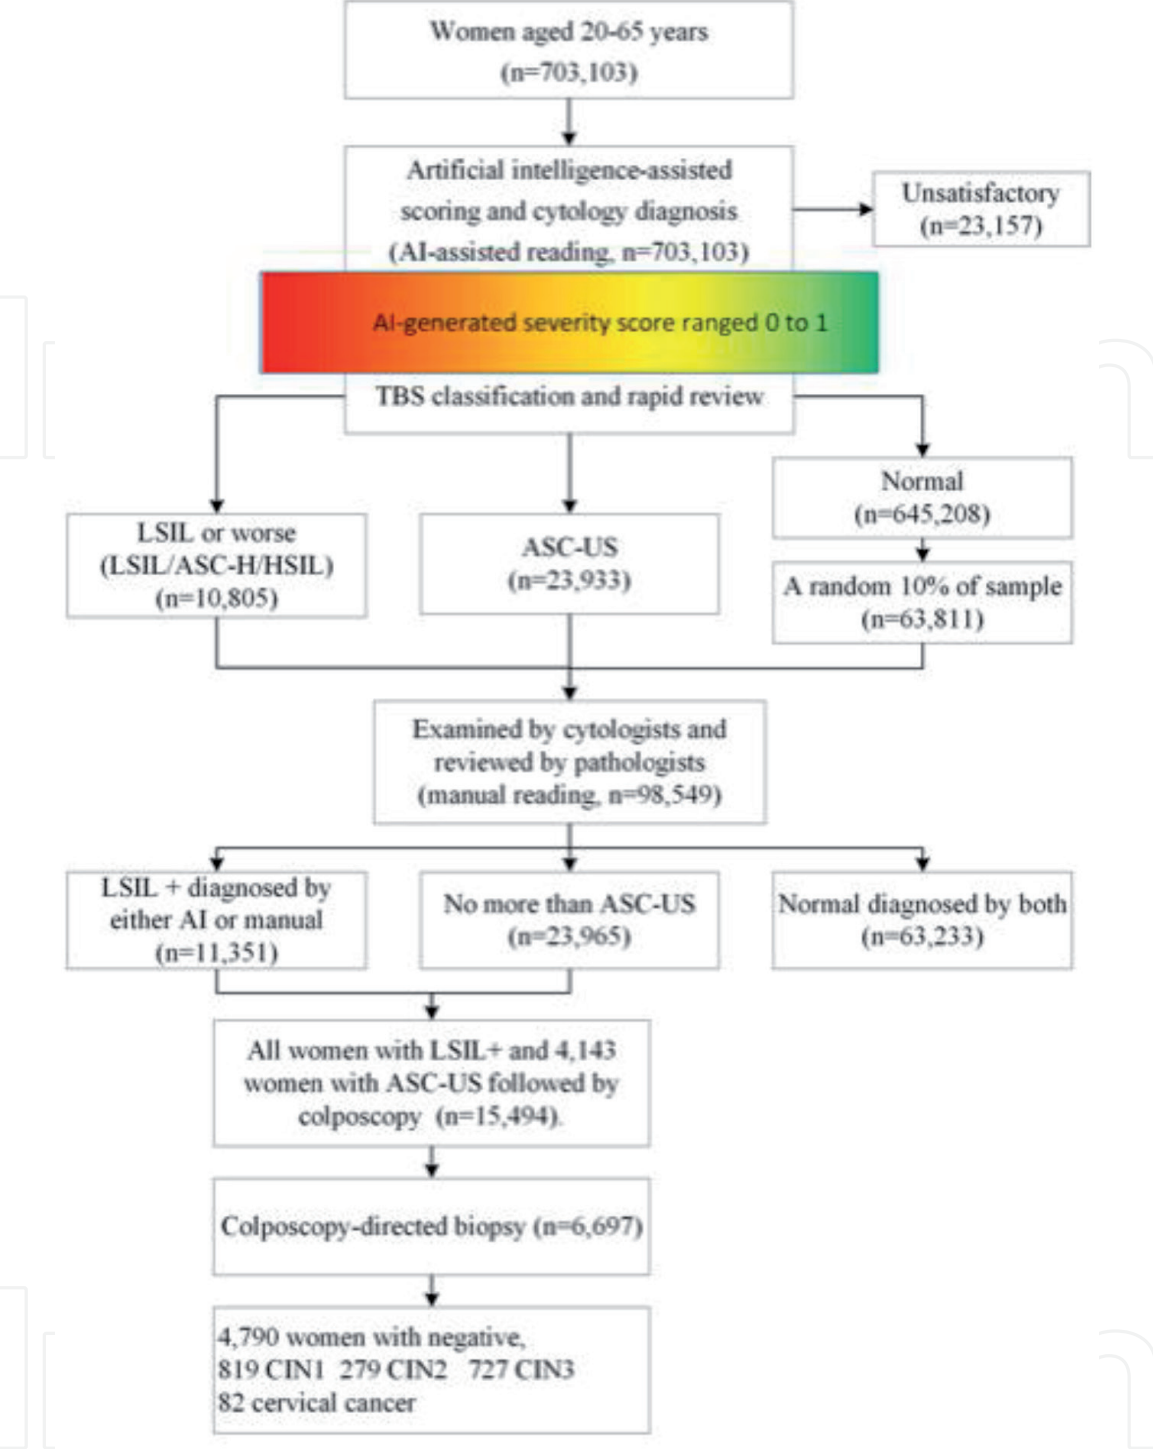 Women aged 20-65 years
(n=703,103)
Artificial intelligence-assisted
scoring and cytology diagnosis
(AI-assisted reading, n=703,103)
Unsatisfactory
(n=23,157)
AI-generated severity score ranged 0 to 1
TBS classification and rapid review
LSIL or worse
(LSIL/ASC-H/HSIL)
(n=10,805)
ASC-US
(n=23,933)
Normal
(n=645,208)
A random 10% of sample
(n=63,811)
Examined by cytologists and
reviewed by pathologists
(manual reading, n=98,549)
LSIL + diagnosed by
either AI or manual
(n=11,351)
No more than ASC-US
(n=23,965)
Normal diagnosed by both
(n=63,233)
All women with LSIL+ and 4,143
women with ASC-US followed by
colposcopy (n=15,494).
Colposcopy-directed biopsy (n=6,697)
4,790 women with negative,
819 CIN1 279 CIN2 727 CIN3
82 cervical cancer